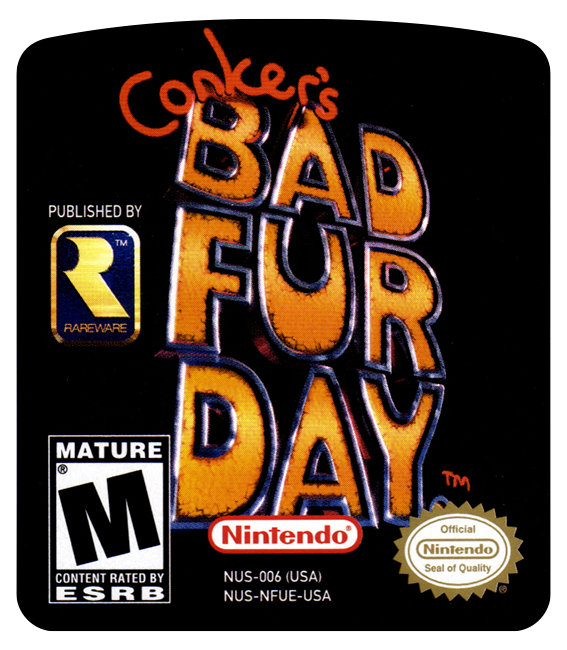 Conker's
BAD
FUR
DAY
TM
PUBLISHED BY
R
TM
RAREWARE
MATURE
®
M
CONTENT RATED BY
ESRB
Nintendo®
NUS-006 (USA)
NUS-NFUE-USA
Official
Nintendo
Seal of Quality
®